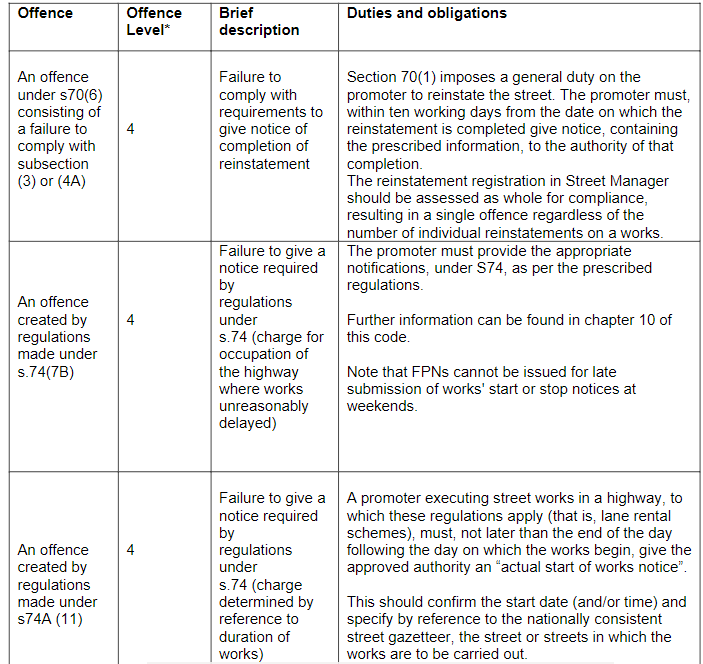 Offence
Offence
Level*
Brief
description
Duties and obligations
An offence
under s70(6)
consisting of
a failure to
comply with
subsection
(3) or (4A)
4
Failure to
comply with
requirements to
give notice of
completion of
reinstatement
Section 70(1) imposes a general duty on the
promoter to reinstate the street. The promoter must,
within ten working days from the date on which the
reinstatement is completed give notice, containing
the prescribed information, to the authority of that
completion.
The reinstatement registration in Street Manager
should be assessed as whole for compliance,
resulting in a single offence regardless of the
number of individual reinstatements on a works.
An offence
created by
regulations
made under
s.74(7B)
4
Failure to give a
notice required
by
regulations
under
s.74 (charge for
occupation of
the highway
where works
unreasonably
delayed)
The promoter must provide the appropriate
notifications, under S74, as per the prescribed
regulations.
Further information can be found in chapter 10 of
this code.
Note that FPNs cannot be issued for late
submission of works' start or stop notices at
weekends.
An offence
created by
regulations
made under
s74A (11)
4
Failure to give a
notice required
by
regulations
under
s.74 (charge
determined by
reference to
duration of
works)
A promoter executing street works in a highway, to
which these regulations apply (that is, lane rental
schemes), must, not later than the end of the day
following the day on which the works begin, give the
approved authority an “actual start of works notice”.
This should confirm the start date (and/or time) and
specify by reference to the nationally consistent
street gazetteer, the street or streets in which the
works are to be carried out.